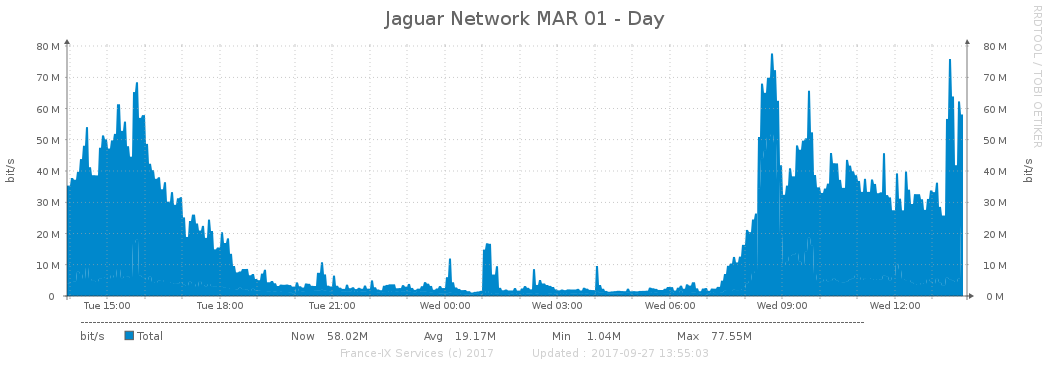 Jaguar Network MAR 01 - Day
RRDTOOL / TOBI OETIKER
80 M 80 M
70 M 70 M
60 M 60 M
50 M 50 M
40 M 40 M
30 M 30 M
20 M 20 M
10 M 10 M
0 0 M
bit/s bit/s
Tue 15:00 Tue 18:00 Tue 21:00 Wed 00:00 Wed 03:00 Wed 06:00 Wed 09:00 Wed 12:00
bit/s Total Now 58.02M Avg 19.17M Min 1.04M Max 77.55M
France-IX Services (c) 2017 Updated : 2017-09-27 13:55:03